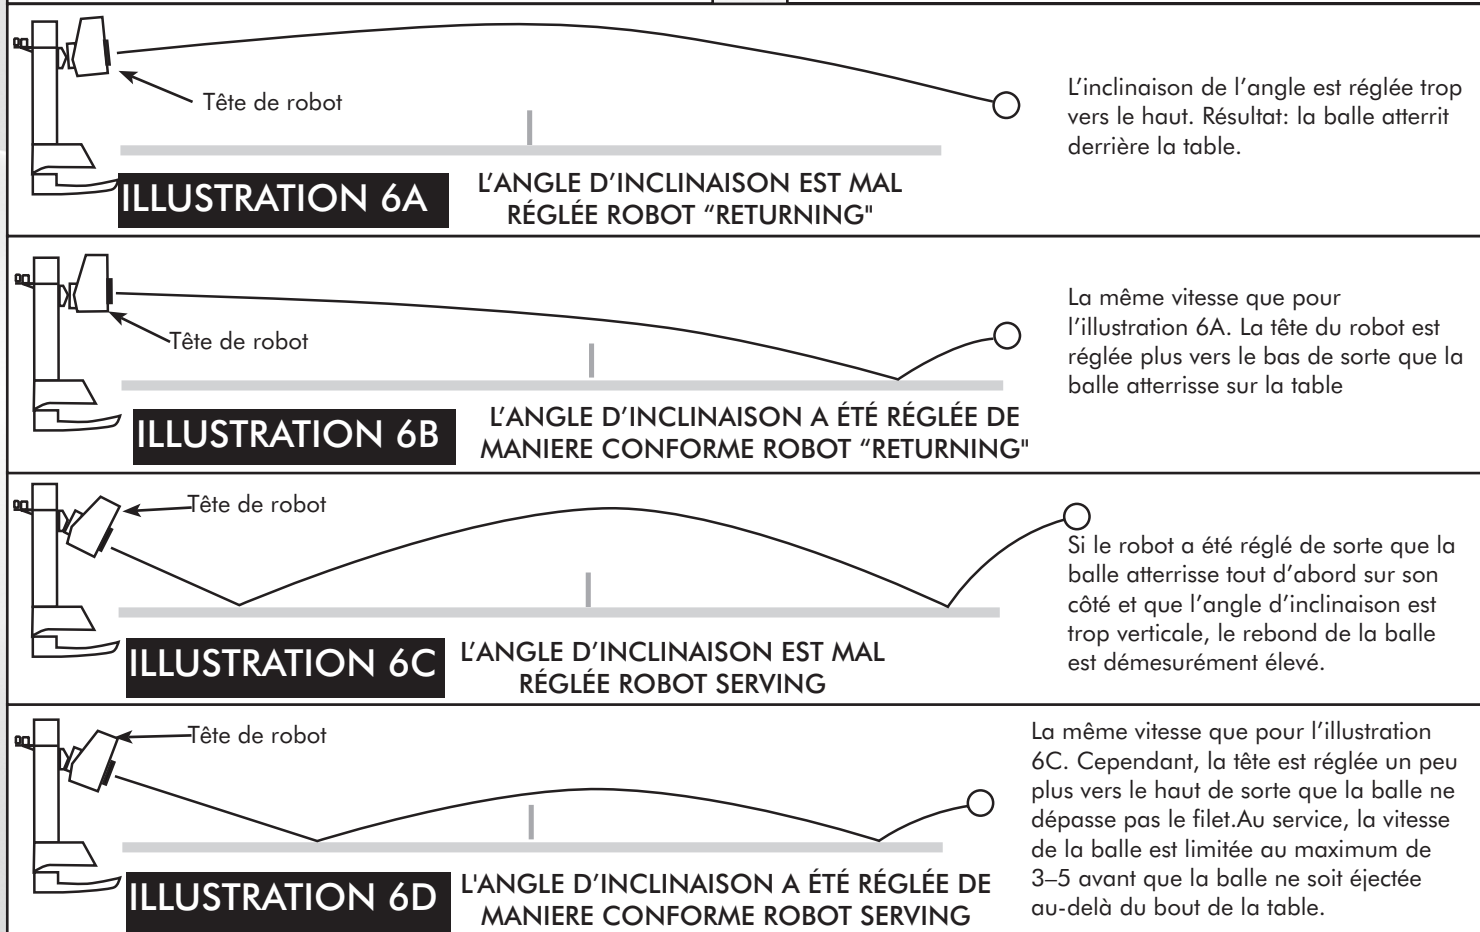 Tête de robot
L'inclinaison de l'angle est réglée trop
vers le haut. Résultat: la balle atterrit
derrière la table.
ILLUSTRATION 6A
L'ANGLE D'INCLINAISON EST MAL
RÉGLÉE ROBOT “RETURNING"
Tête de robot
La même vitesse que pour
l'illustration 6A. La tête du robot est
réglée plus vers le bas de sorte que la
balle atterrisse sur la table
ILLUSTRATION 6B
L'ANGLE D'INCLINAISON A ÉTÉ RÉGLÉE DE
MANIERE CONFORME ROBOT “RETURNING"
Tête de robot
Si le robot a été réglé de sorte que la
balle atterrisse tout d'abord sur son
côté et que l'angle d'inclinaison est
trop verticale, le rebond de la balle
est démesurément élevé.
ILLUSTRATION 6C
L'ANGLE D'INCLINAISON EST MAL
RÉGLÉE ROBOT SERVING
Tête de robot
La même vitesse que pour l'illustration
6C. Cependant, la tête est réglée un peu
plus vers le haut de sorte que la balle ne
dépasse pas le filet.Au service, la vitesse
de la balle est limitée au maximum de
3–5 avant que la balle ne soit éjectée
au-delà du bout de la table.
ILLUSTRATION 6D
L'ANGLE D'INCLINAISON A ÉTÉ RÉGLÉE DE
MANIERE CONFORME ROBOT SERVING